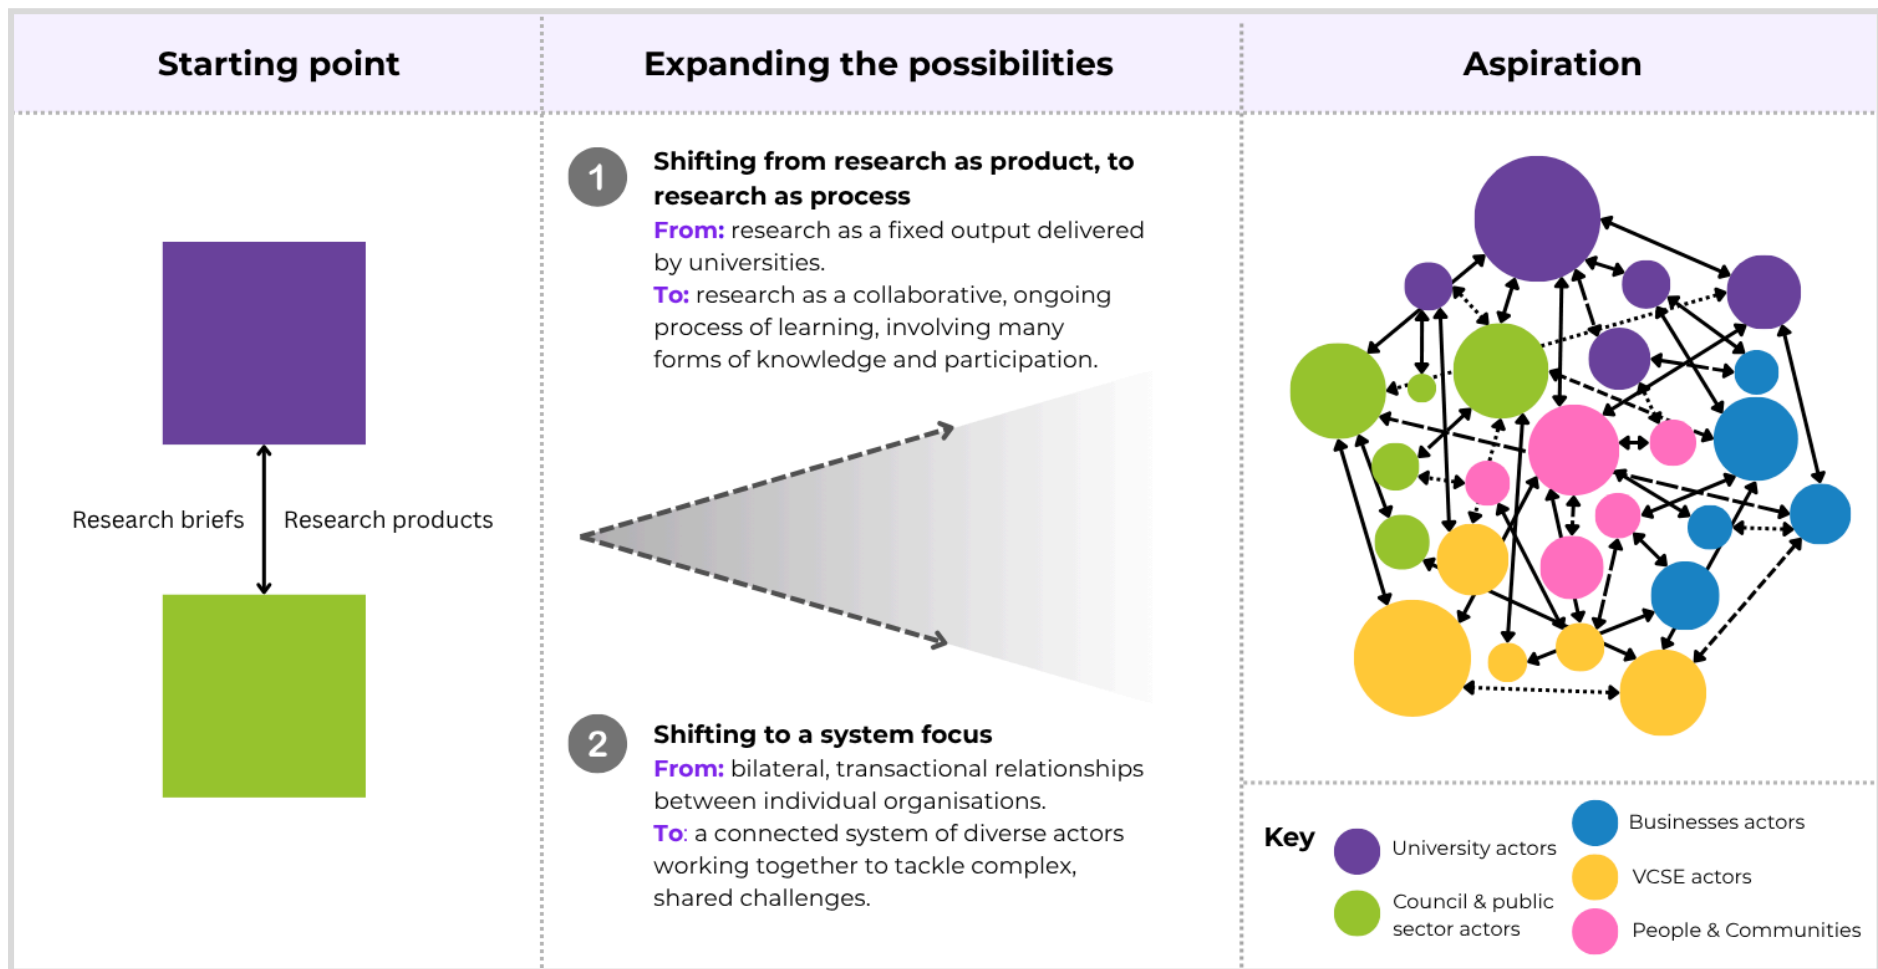 Starting point
Expanding the possibilities
Aspiration
Research briefs
Research products
1
Shifting from research as product, to
research as process
From: research as a fixed output delivered
by universities.
To: research as a collaborative, ongoing
process of learning, involving many
forms of knowledge and participation.
2
Shifting to a system focus
From: bilateral, transactional relationships
between individual organisations.
To: a connected system of diverse actors
working together to tackle complex,
shared challenges.
Key
University actors
Council & public
sector actors
Businesses actors
VCSE actors
People & Communities